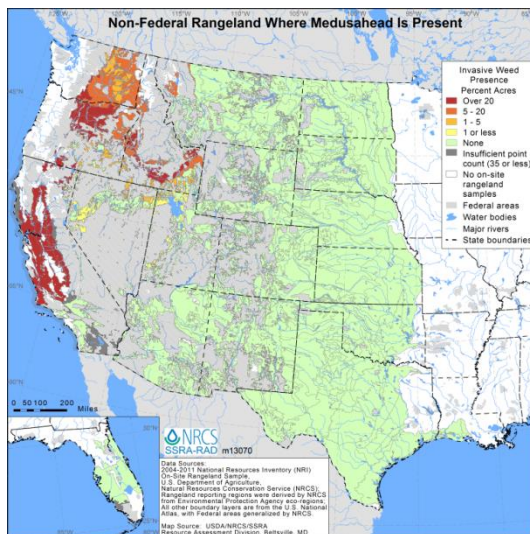 Non-Federal Rangeland Where Medusahead Is Present
Invasive Weed
Presence
Percent Acres
Over 20
5 - 20
1 - 5
1 or less
None
Insufficient point
count (35 or less)
No on-site
rangeland
samples
Federal areas
Water bodies
Major rivers
State boundaries
0 50 100 200
Miles
NRCS
SSRA-RAD
m13070
Data Sources:
2004-2011 National Resources Inventory (NRI)
On-Site Rangeland Sample,
U.S. Department of Agriculture,
Natural Resources Conservation Service (NRCS);
Rangeland reporting regions were derived by NRCS
from Environmental Protection Agency eco-regions;
All other boundary layers are from the U.S. National
Atlas, with Federal areas generalized by NRCS.
Map Source: USDA/NRCS/SSRA
Resource Assessment Division, Beltsville, MD